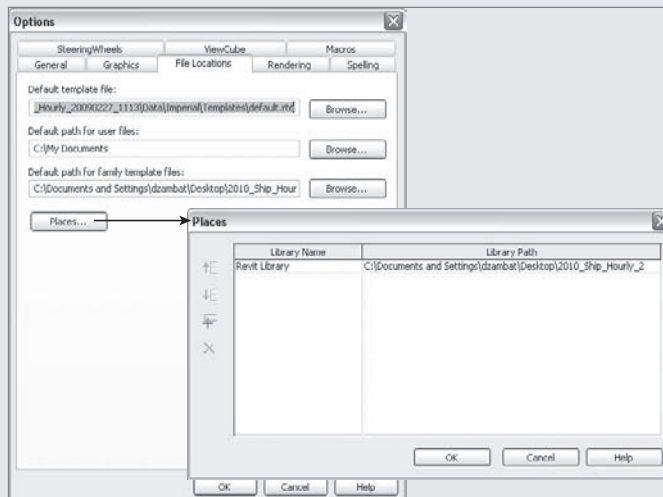 Options
SteeringWheels ViewCube Macros
General Graphics File Locations Rendering Spelling
Default template file:
_Hourly_20090227_1113\Data\Imperial\Templates\default.rte Browse...
Default path for user files:
C:\My Documents Browse...
Default path for family template files:
C:\Documents and Settings\dzambat\Desktop\2010_Ship_Hour Browse...
Places...
Places
Library Name Library Path
Revit Library C:\Documents and Settings\dzambat\Desktop\2010_Ship_Hourly_2
OK Cancel Help
OK Cancel Help